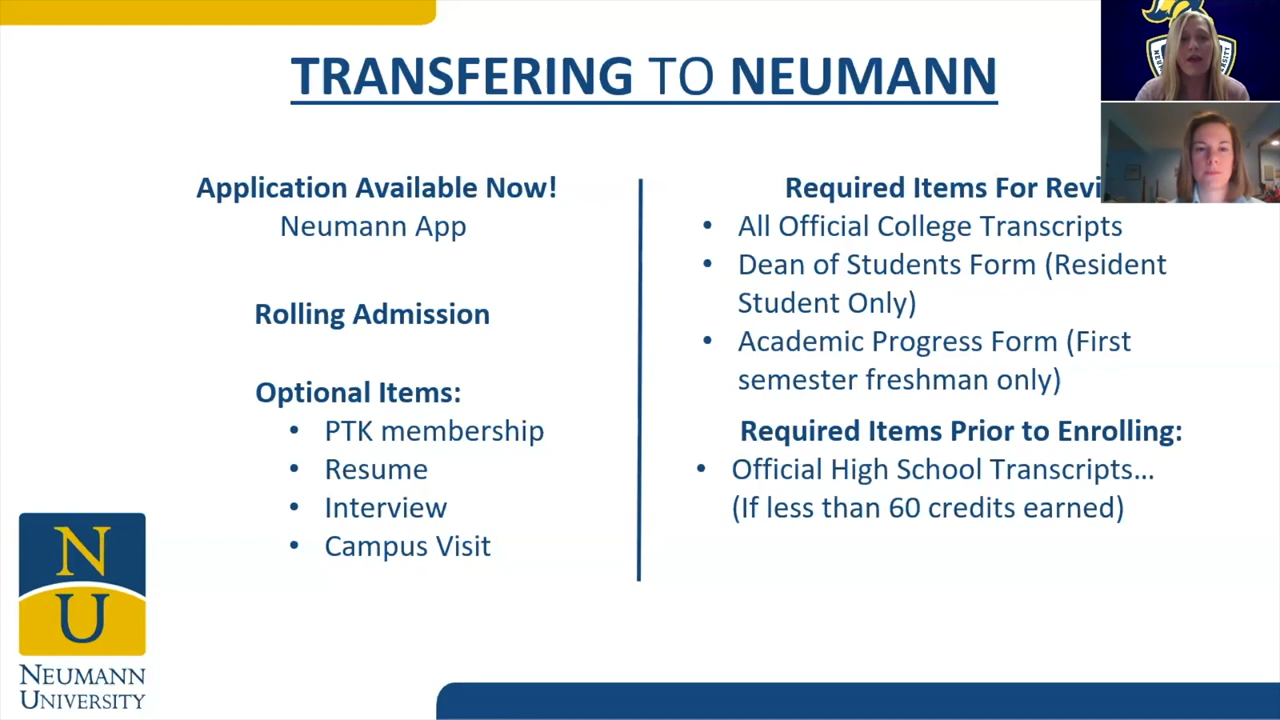 TRANSFERING TO NEUMANN
Application Available Now!
Neumann App
Rolling Admission
Optional Items:
• PTK membership
• Resume
• Interview
• Campus Visit
Required Items For
• All Official College Transcripts
• Dean of Students Form (Resident
Student Only)
• Academic Progress Form (First
semester freshman only)
Required Items Prior to Enrolling:
• Official High School Transcripts...
(If less than 60 credits earned)
N
U
NEUMANN
UNIVERSITY